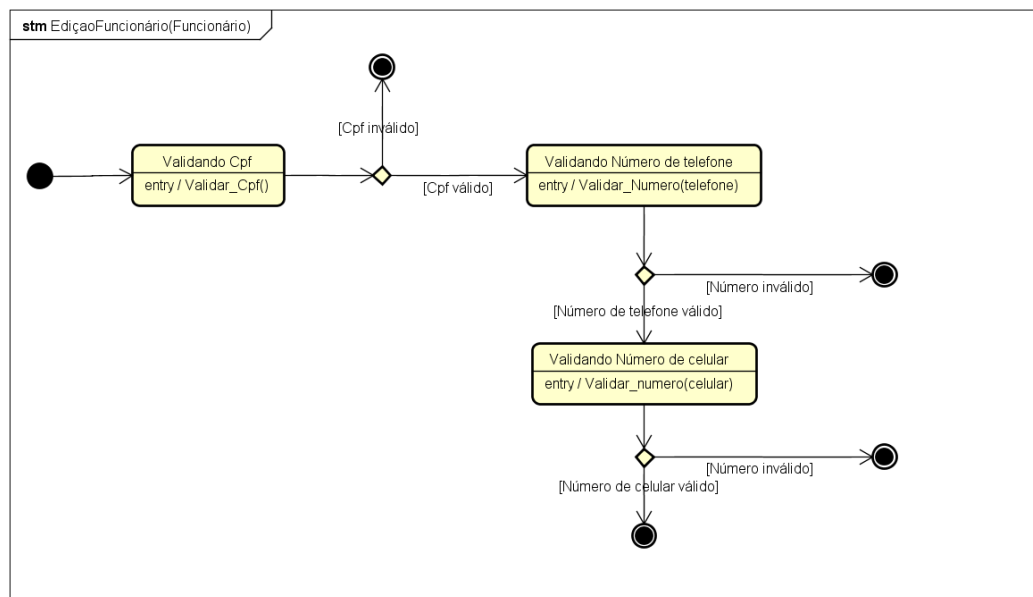 stm EdiçaoFuncionário(Funcionário)
[Cpf inválido]
Validando Cpf
entry / Validar_Cpf()
[Cpf válido]
Validando Número de telefone
entry / Validar_Numero(telefone)
[Número inválido]
[Número de telefone válido]
Validando Número de celular
entry / Validar_numero(celular)
[Número inválido]
[Número de celular válido]